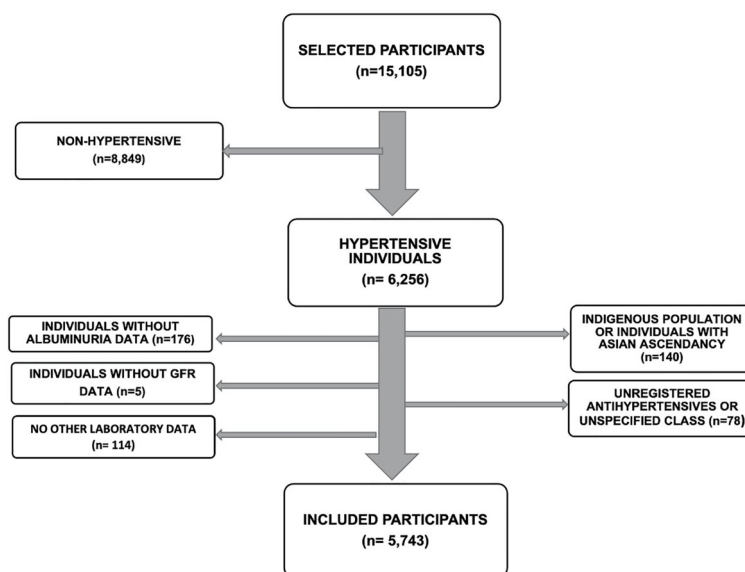 SELECTED PARTICIPANTS
(n=15,105)
NON-HYPERTENSIVE
(n=8,849)
HYPERTENSIVE
INDIVIDUALS
(n= 6,256)
INDIVIDUALS WITHOUT
ALBUMINURIA DATA (n=176)
INDIGENOUS POPULATION
OR INDIVIDUALS WITH
ASIAN ASCENDANCY
(n=140)
INDIVIDUALS WITHOUT GFR
DATA (n=5)
UNREGISTERED
ANTIHYPERTENSIVES OR
UNSPECIFIED CLASS (n=78)
NO OTHER LABORATORY DATA
(n= 114)
INCLUDED PARTICIPANTS
(n= 5,743)